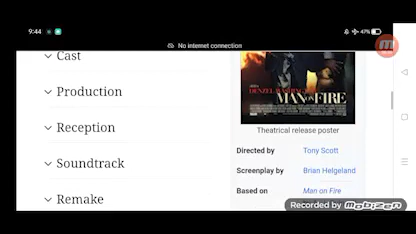 9:44
47%
No internet connection
Cast
Production
Reception
Soundtrack
Remake
DENZEL WASHINGTON
MAN ON FIRE
Theatrical release poster
Directed by Tony Scott
Screenplay by Brian Helgeland
Based on Man on Fire
Recorded by mobizen